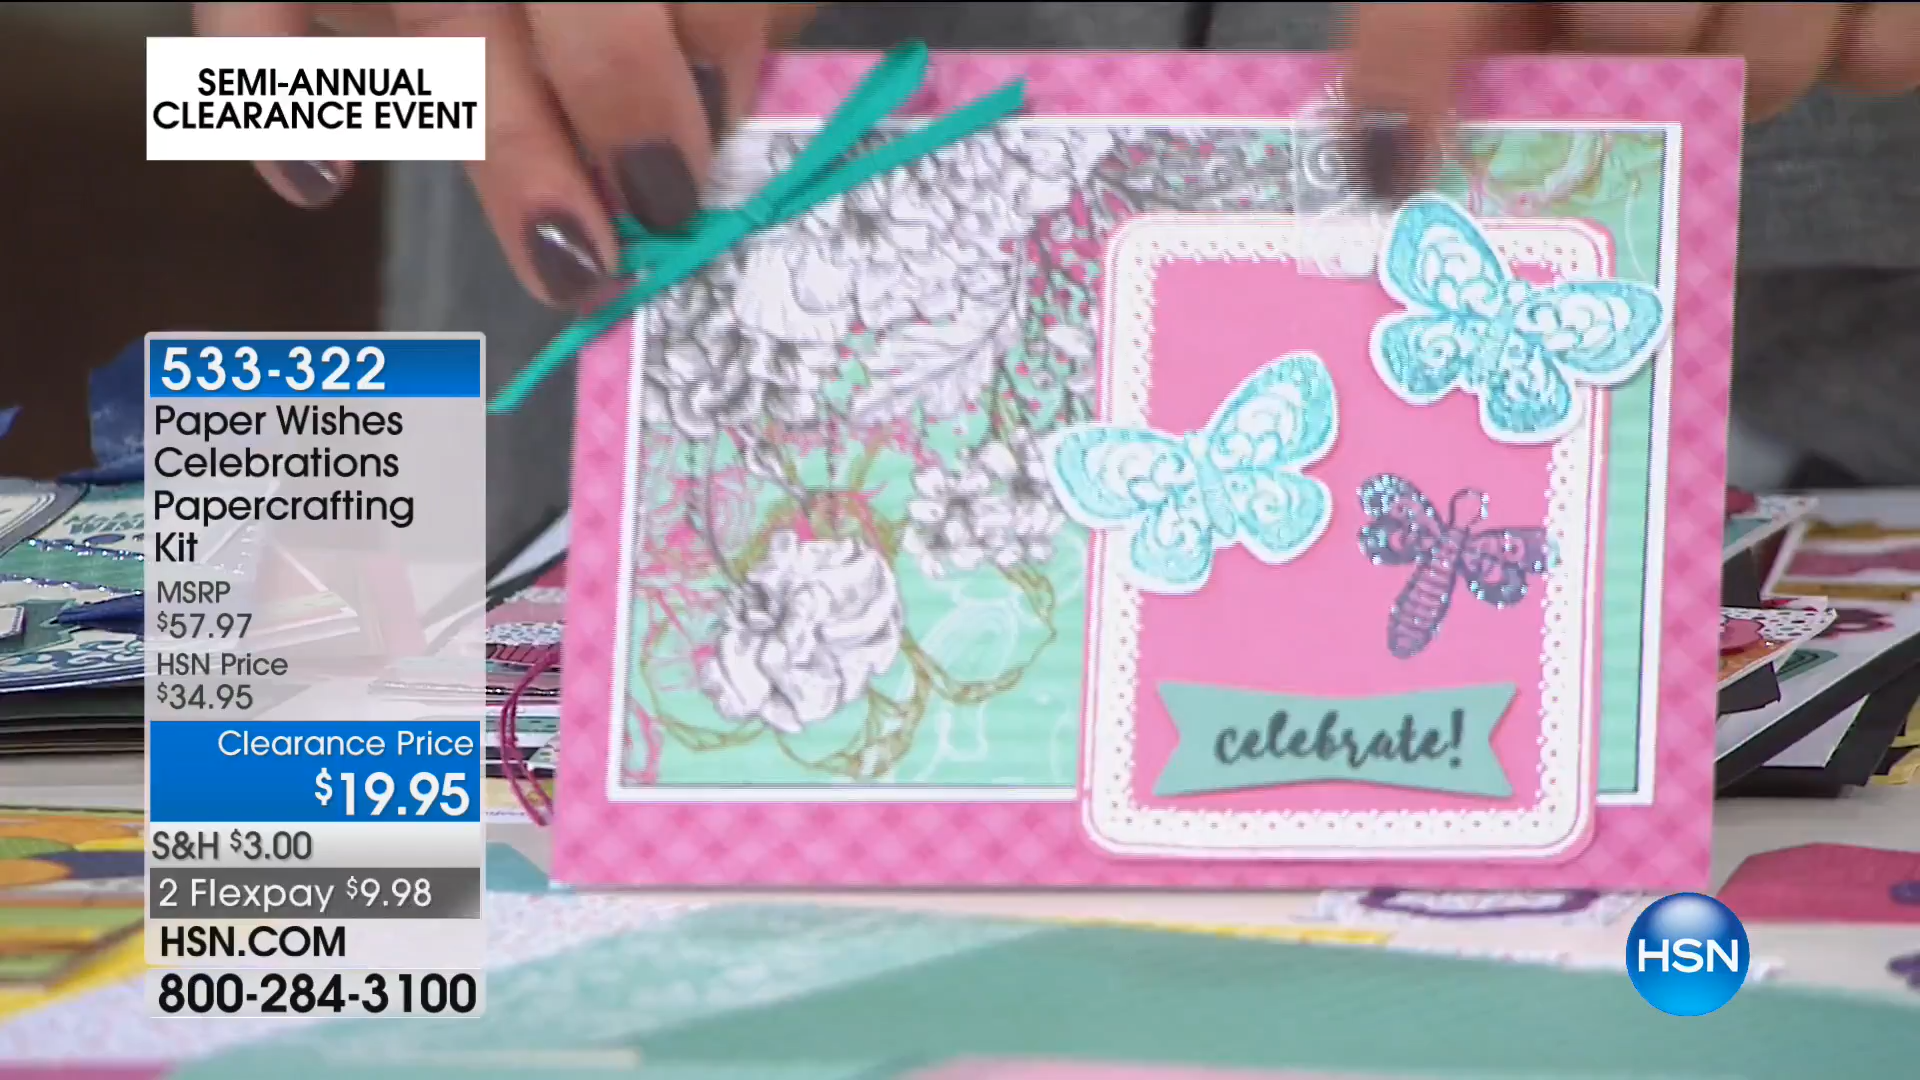 SEMI-ANNUAL
CLEARANCE EVENT
533-322
Paper Wishes
Celebrations
Papercrafting
Kit
MSRP
$57.97
HSN Price
$34.95
Clearance Price
$19.95
S&H $3.00
2 Flexpay $9.98
HSN.COM
800-284-3100
celebrate!
HSN